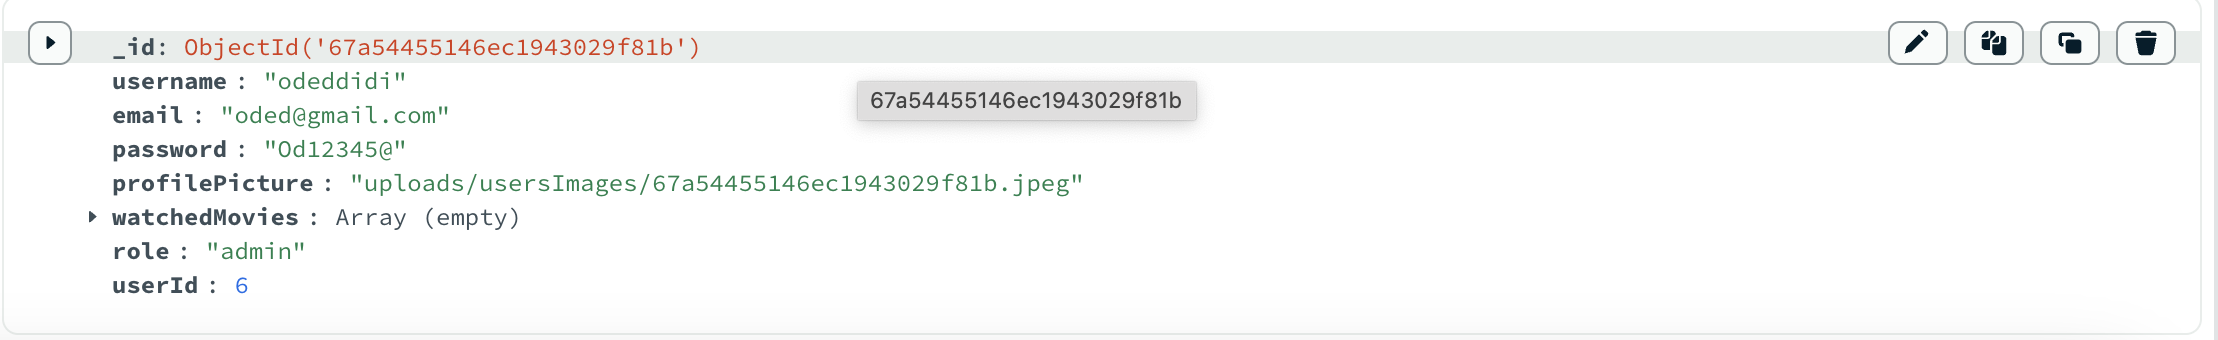 _id: ObjectId('67a54455146ec1943029f81b')
username : "odeddidi"
67a54455146ec1943029f81b
email : "oded@gmail.com"
password : "Od12345@"
profilePicture : "uploads/usersImages/67a54455146ec1943029f81b.jpeg"
watchedMovies : Array (empty)
role : "admin"
userId : 6